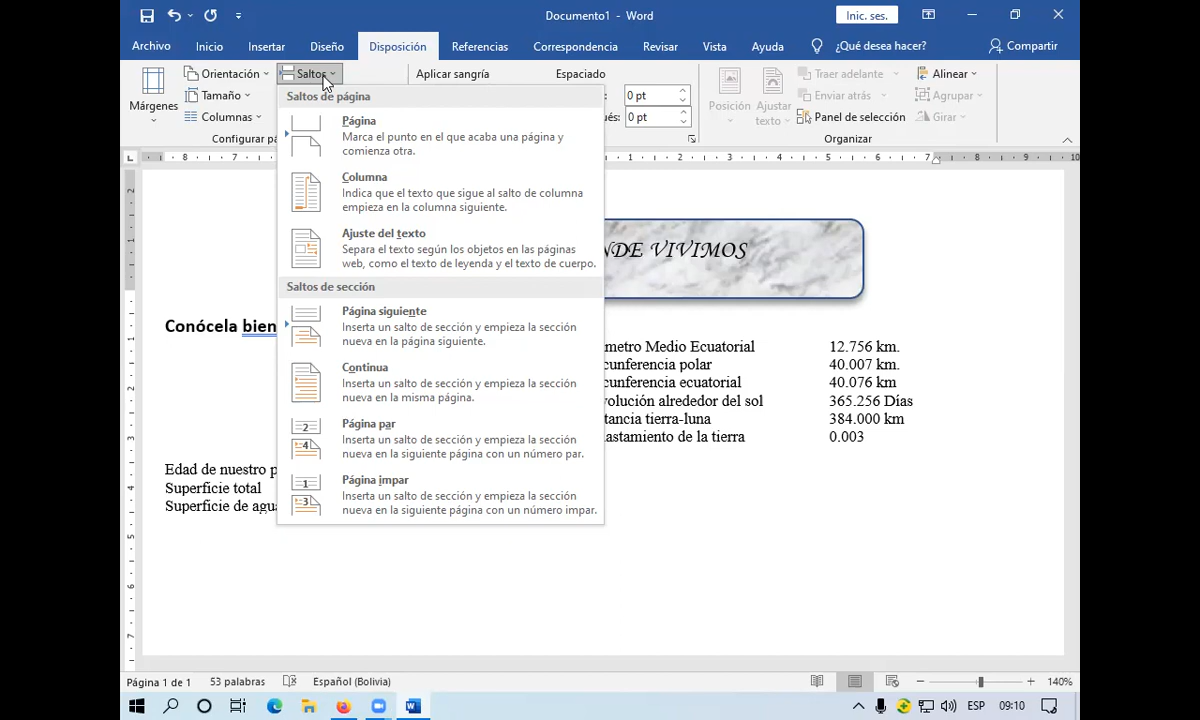 Documento1 - Word
Inic. ses.
Archivo Inicio Insertar Diseño Disposición Referencias Correspondencia Revisar Vista Ayuda ¿Qué desea hacer? Compartir
Márgenes
Orientación
Tamaño
Columnas
Saltos
Aplicar sangría
Espaciado
0 pt
0 pt
Posición
Ajustar texto
Traer adelante
Enviar atrás
Panel de selección
Alinear
Agrupar
Girar
Organizar
Saltos de página
Página
Marca el punto en el que acaba una página y
comienza otra.
Columna
Indica que el texto que sigue al salto de columna
empieza en la columna siguiente.
Ajuste del texto
Separa el texto según los objetos en las páginas
web, como el texto de leyenda y el texto de cuerpo.
Saltos de sección
Página siguiente
Inserta un salto de sección y empieza la sección
nueva en la página siguiente.
Continua
Inserta un salto de sección y empieza la sección
nueva en la misma página.
Página par
Inserta un salto de sección y empieza la sección
nueva en la siguiente página con un número par.
Página impar
Inserta un salto de sección y empieza la sección
nueva en la siguiente página con un número impar.
NDE VIVIMOS
Conócela bien
Edad de nuestro p
Superficie total
Superficie de agua
metro Medio Ecuatorial 12.756 km.
cunferencia polar 40.007 km.
cunferencia ecuatorial 40.076 km
volución alrededor del sol 365.256 Días
tancia tierra-luna 384.000 km
lastamiento de la tierra 0.003
Página 1 de 1 53 palabras Español (Bolivia) 140%
ESP 09:10